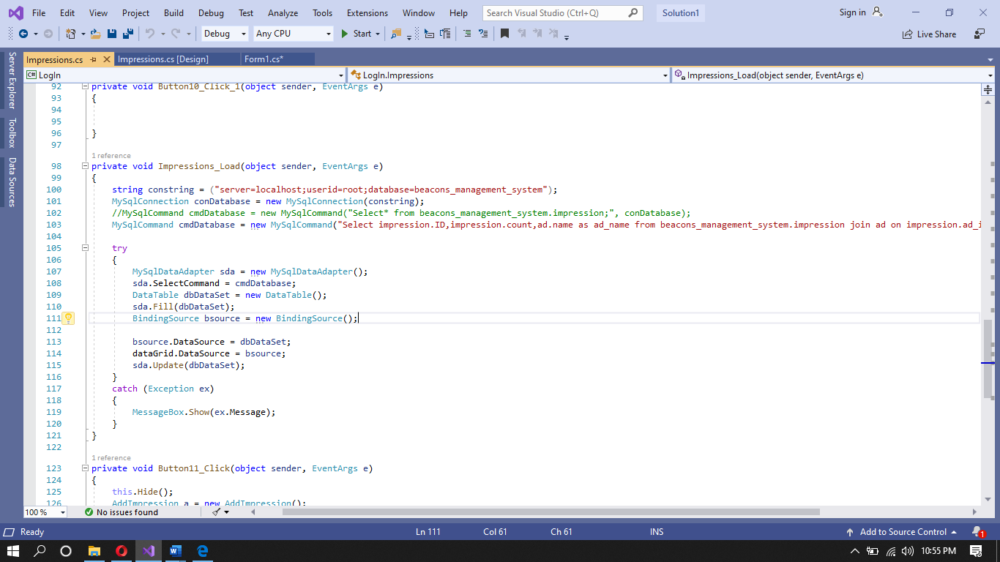 File Edit View Project Build Debug Test Analyze Tools Extensions Window Help Search Visual Studio (Ctrl+Q) Solution1 Sign in
Debug Any CPU Start Live Share
Server Explorer
Toolbox
Data Sources
Impressions.cs Impressions.cs [Design] Form1.cs*
C# LogIn LogIn.Impressions Impressions_Load(object sender, EventArgs e)
92 private void Button10_Click_1(object sender, EventArgs e)
93 {
94
95
96 }
97
1 reference
98 private void Impressions_Load(object sender, EventArgs e)
99 {
100 string constring = ("server=localhost;userid=root;database=beacons_management_system");
101 MySqlConnection conDatabase = new MySqlConnection(constring);
102 //MySqlCommand cmdDatabase = new MySqlCommand("Select* from beacons_management_system.impression;", conDatabase);
103 MySqlCommand cmdDatabase = new MySqlCommand("Select impression.ID,impression.count,ad.name as ad_name from beacons_management_system.impression join ad on impression.ad_i
104
105 try
106 {
107 MySqlDataAdapter sda = new MySqlDataAdapter();
108 sda.SelectCommand = cmdDatabase;
109 DataTable dbDataSet = new DataTable();
110 sda.Fill(dbDataSet);
111 BindingSource bsource = new BindingSource();
112
113 bsource.DataSource = dbDataSet;
114 dataGrid.DataSource = bsource;
115 sda.Update(dbDataSet);
116 }
117 catch (Exception ex)
118 {
119 MessageBox.Show(ex.Message);
120 }
121 }
122
1 reference
123 private void Button11_Click(object sender, EventArgs e)
124 {
125 this.Hide();
126 AddImpression a = new AddImpression();
100 % No issues found
Ready Ln 111 Col 61 Ch 61 INS Add to Source Control 1
10:55 PM